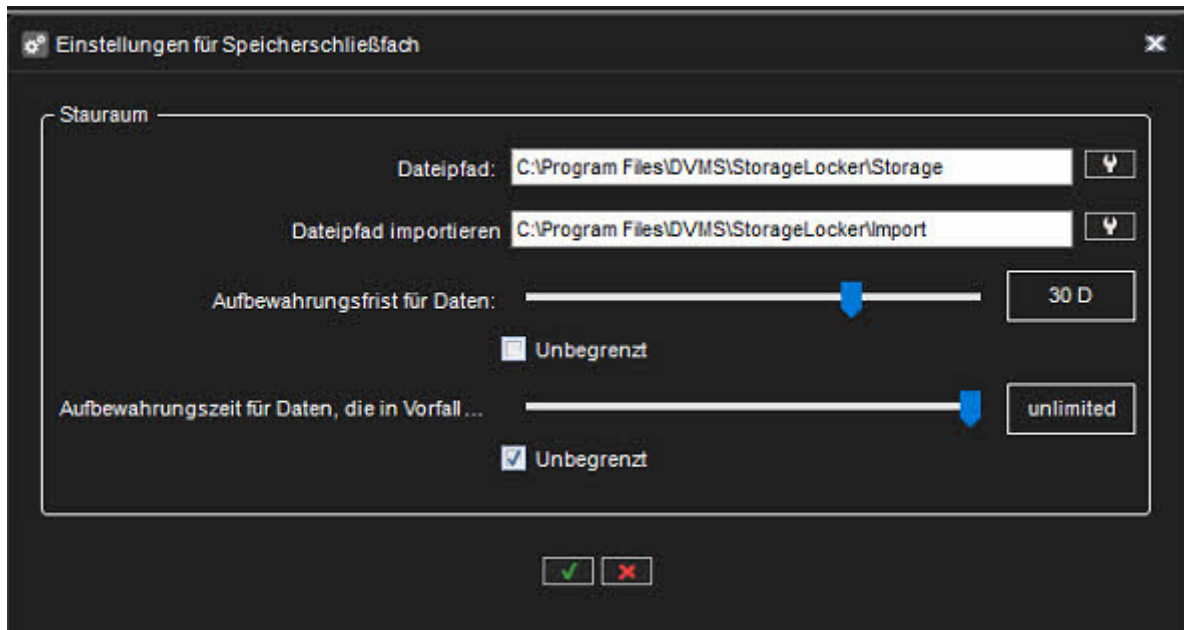 Einstellungen für Speicherschließfach
Stauraum
Dateipfad: C:\Program Files\DVMS\StorageLocker\Storage
Dateipfad importieren C:\Program Files\DVMS\StorageLocker\Import
Aufbewahrungsfrist für Daten: 30 D
Unbegrenzt
Aufbewahrungszeit für Daten, die in Vorfall ... unlimited
Unbegrenzt